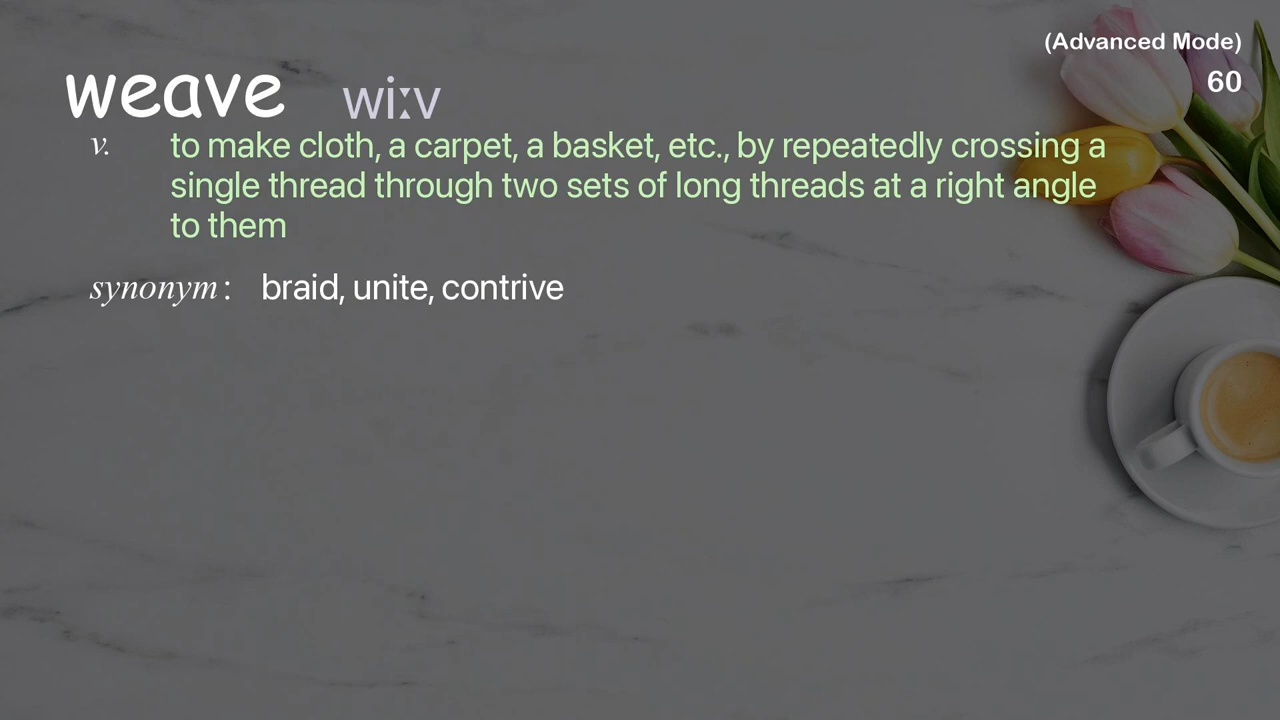 (Advanced Mode)
60
weave wiːv
v. to make cloth, a carpet, a basket, etc., by repeatedly crossing a
single thread through two sets of long threads at a right angle
to them
synonym: braid, unite, contrive